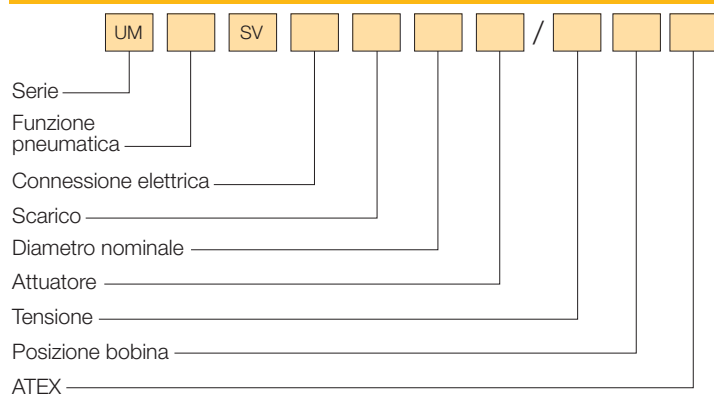 UM SV /
Serie
Funzione
pneumatica
Connessione elettrica
Scarico
Diametro nominale
Attuatore
Tensione
Posizione bobina
ATEX